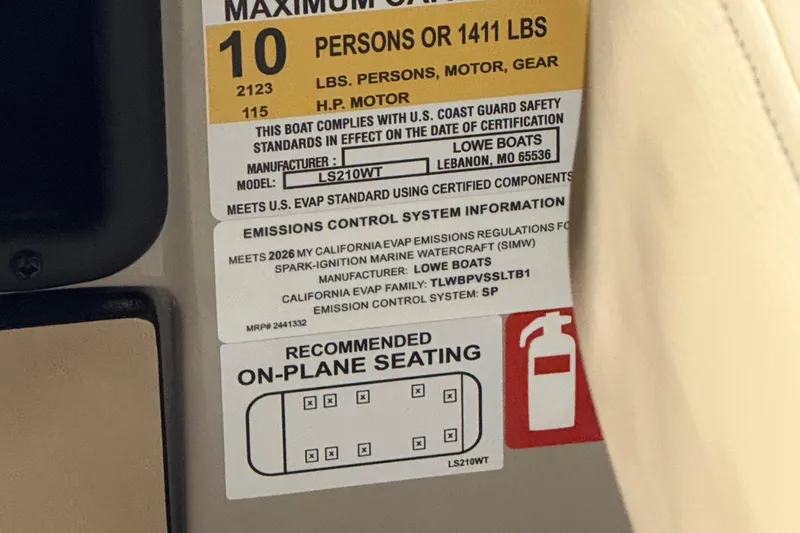 MAXIMUM
10 PERSONS OR 1411 LBS
2123 LBS. PERSONS, MOTOR, GEAR
115 H.P. MOTOR
THIS BOAT COMPLIES WITH U.S. COAST GUARD SAFETY
STANDARDS IN EFFECT ON THE DATE OF CERTIFICATION
MANUFACTURER : LOWE BOATS
LEBANON, MO 65536
MODEL: LS210WT
MEETS U.S. EVAP STANDARD USING CERTIFIED COMPONENTS
EMISSIONS CONTROL SYSTEM INFORMATION
MEETS 2026 MY CALIFORNIA EVAP EMISSIONS REGULATIONS
SPARK-IGNITION MARINE WATERCRAFT (SIMW)
MANUFACTURER: LOWE BOATS
CALIFORNIA EVAP FAMILY: TLWBPVSSLTB1
EMISSION CONTROL SYSTEM: SP
MRP# 2441332
RECOMMENDED
ON-PLANE SEATING
x x x x x
x x x x x
LS210WT